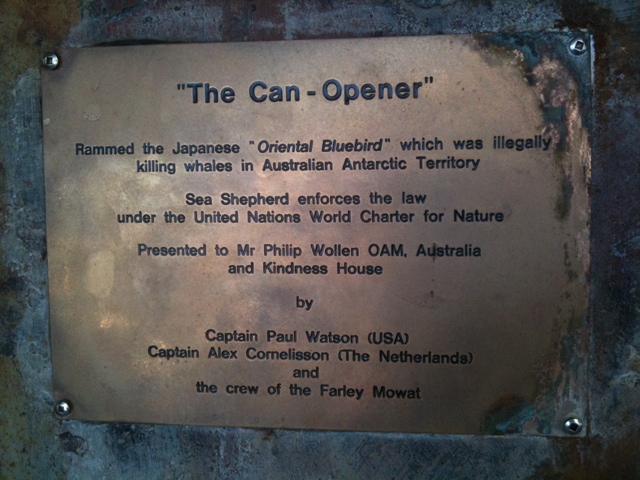 "The Can-Opener"
Rammed the Japanese "Oriental Bluebird" which was illegally
killing whales in Australian Antarctic Territory
Sea Shepherd enforces the law
under the United Nations World Charter for Nature
Presented to Mr Philip Wollen OAM, Australia
and Kindness House
by
Captain Paul Watson (USA)
Captain Alex Cornelisson (The Netherlands)
and
the crew of the Farley Mowat